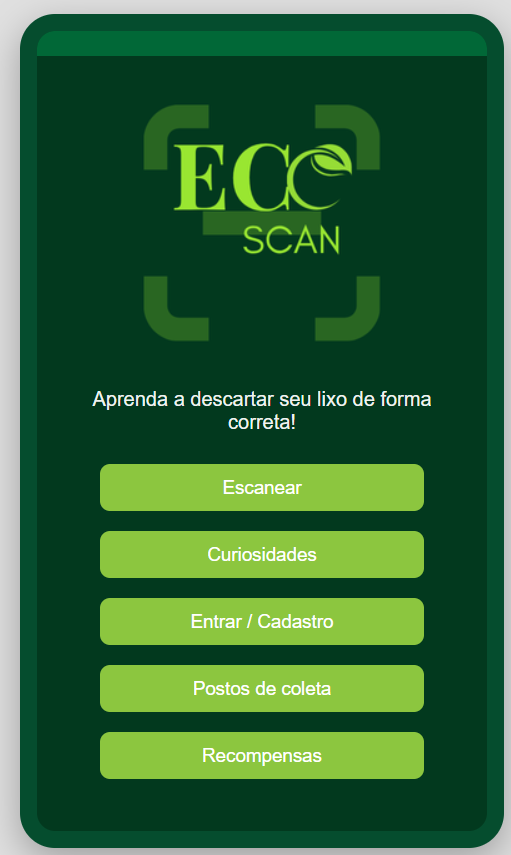 ECO
SCAN
Aprenda a descartar seu lixo de forma
correta!
Escanear
Curiosidades
Entrar / Cadastro
Postos de coleta
Recompensas